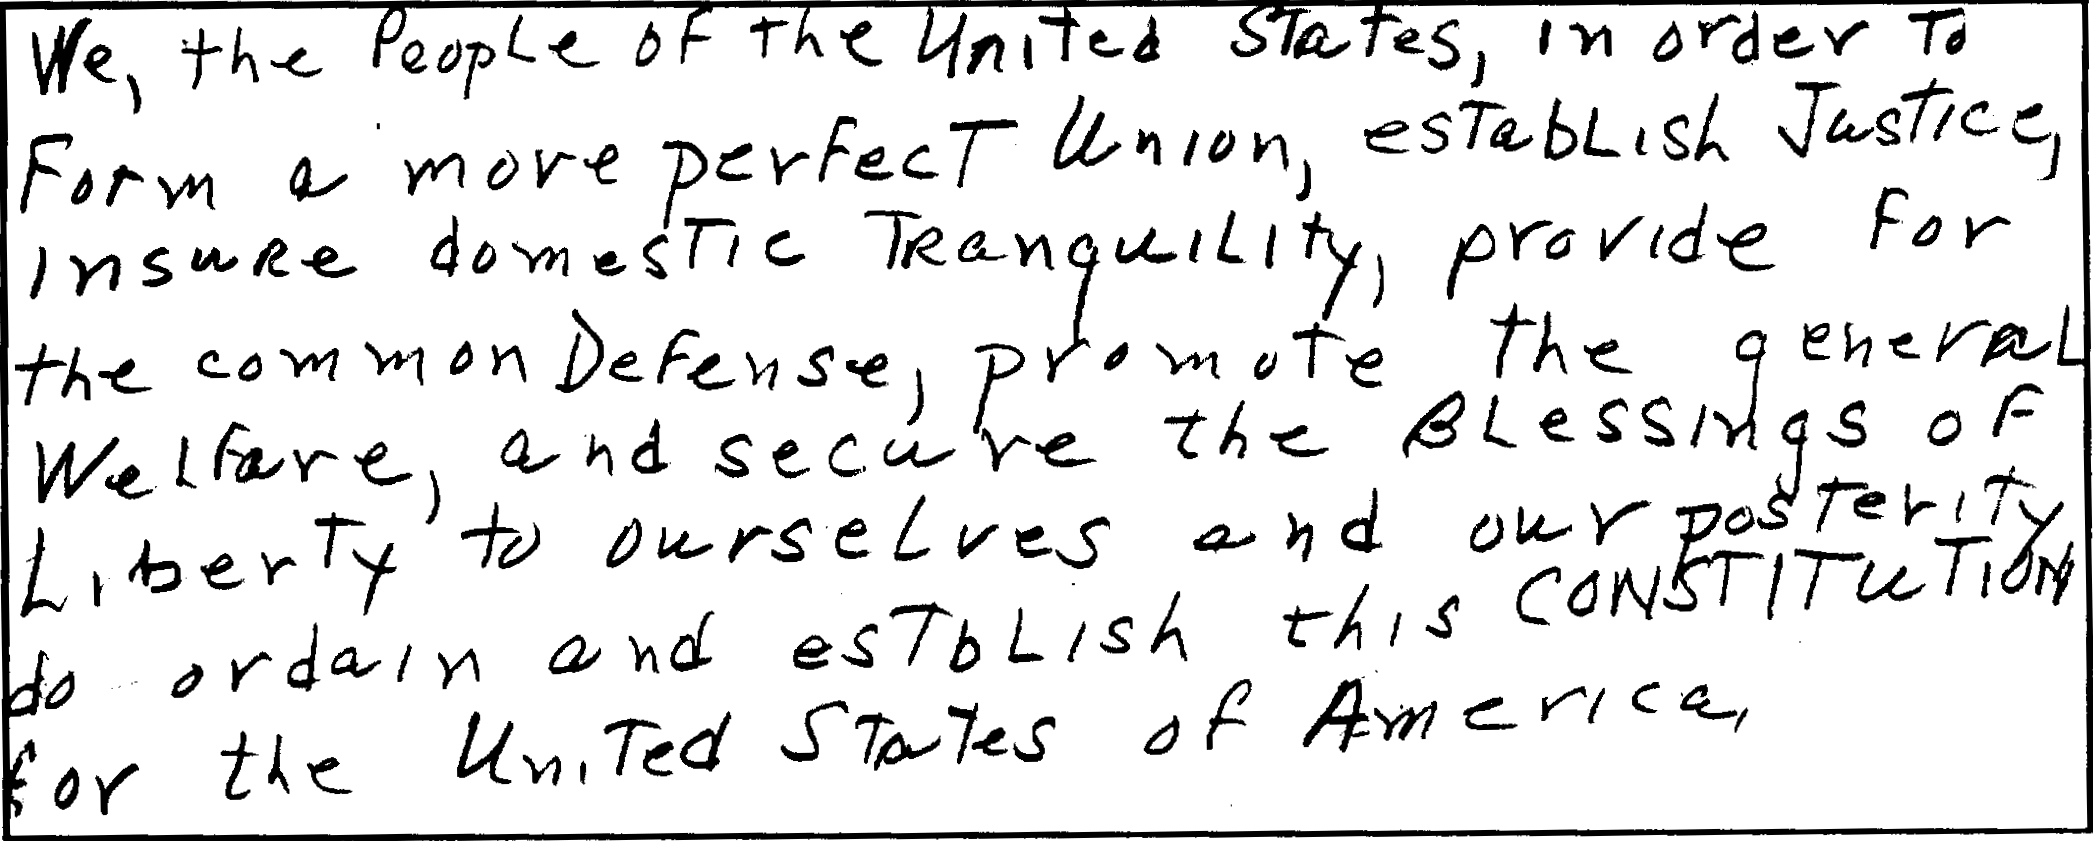 We, the People of the United States, in order to
Form a more perfect Union, establish Justice,
insure domestic Tranquility, provide for
the common Defense, promote the general
Welfare, and secure the Blessings of
Liberty to ourselves and our posterity
do ordain and estblish this CONSTITUTION
for the United States of America,